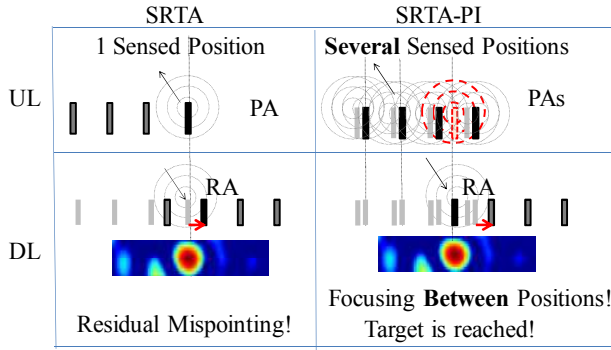 SRTA
SRTA-PI
1 Sensed Position
Several Sensed Positions
UL
PA
PAs
RA
RA
DL
Residual Mispointing!
Focusing Between Positions!
Target is reached!